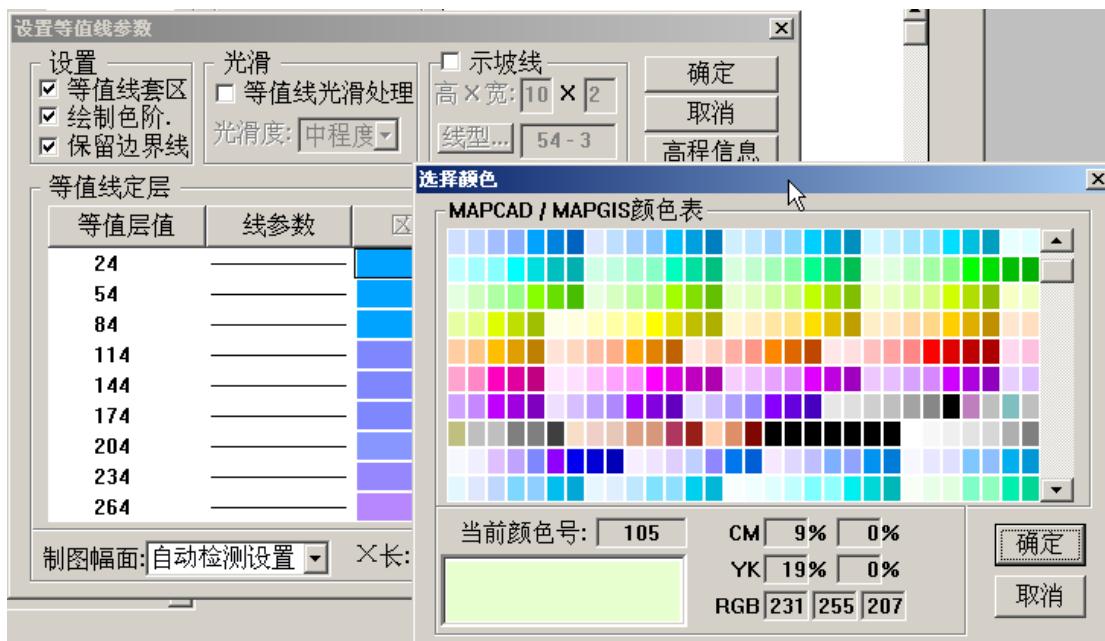 设置等值线参数
设置
等值线套区
绘制色阶.
保留边界线
光滑
等值线光滑处理
光滑度: 中程度
示坡线
高×宽: 10 × 2
线型... 54 - 3
确定
取消
高程信息
等值线定层
等值层值 线参数 区
24
54
84
114
144
174
204
234
264
制图幅面: 自动检测设置 X长:
选择颜色
MAPCAD / MAPGIS颜色表
当前颜色号: 105
CM 9% 0%
YK 19% 0%
RGB 231 255 207
确定
取消